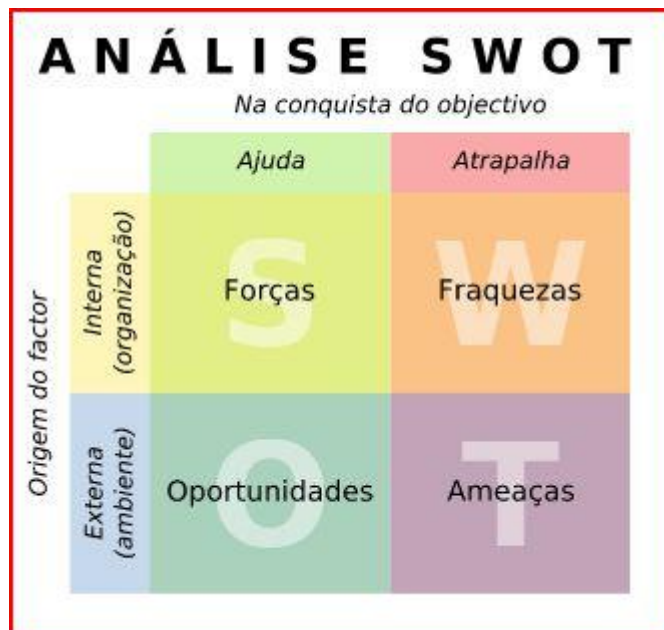 ANÁLISE SWOT
Na conquista do objectivo
Ajuda
Atrapalha
Origem do factor
Interna
(organização)
S
Forças
W
Fraquezas
Externa
(ambiente)
O
Oportunidades
T
Ameaças